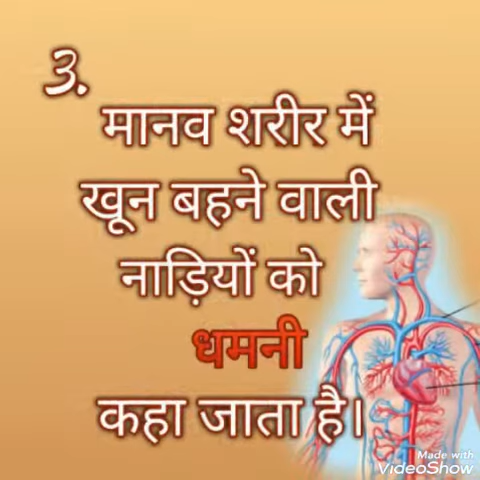 3.
मानव शरीर में
खून बहने वाली
नाड़ियों को
धमनी
कहा जाता है।
Made with
VideoShow